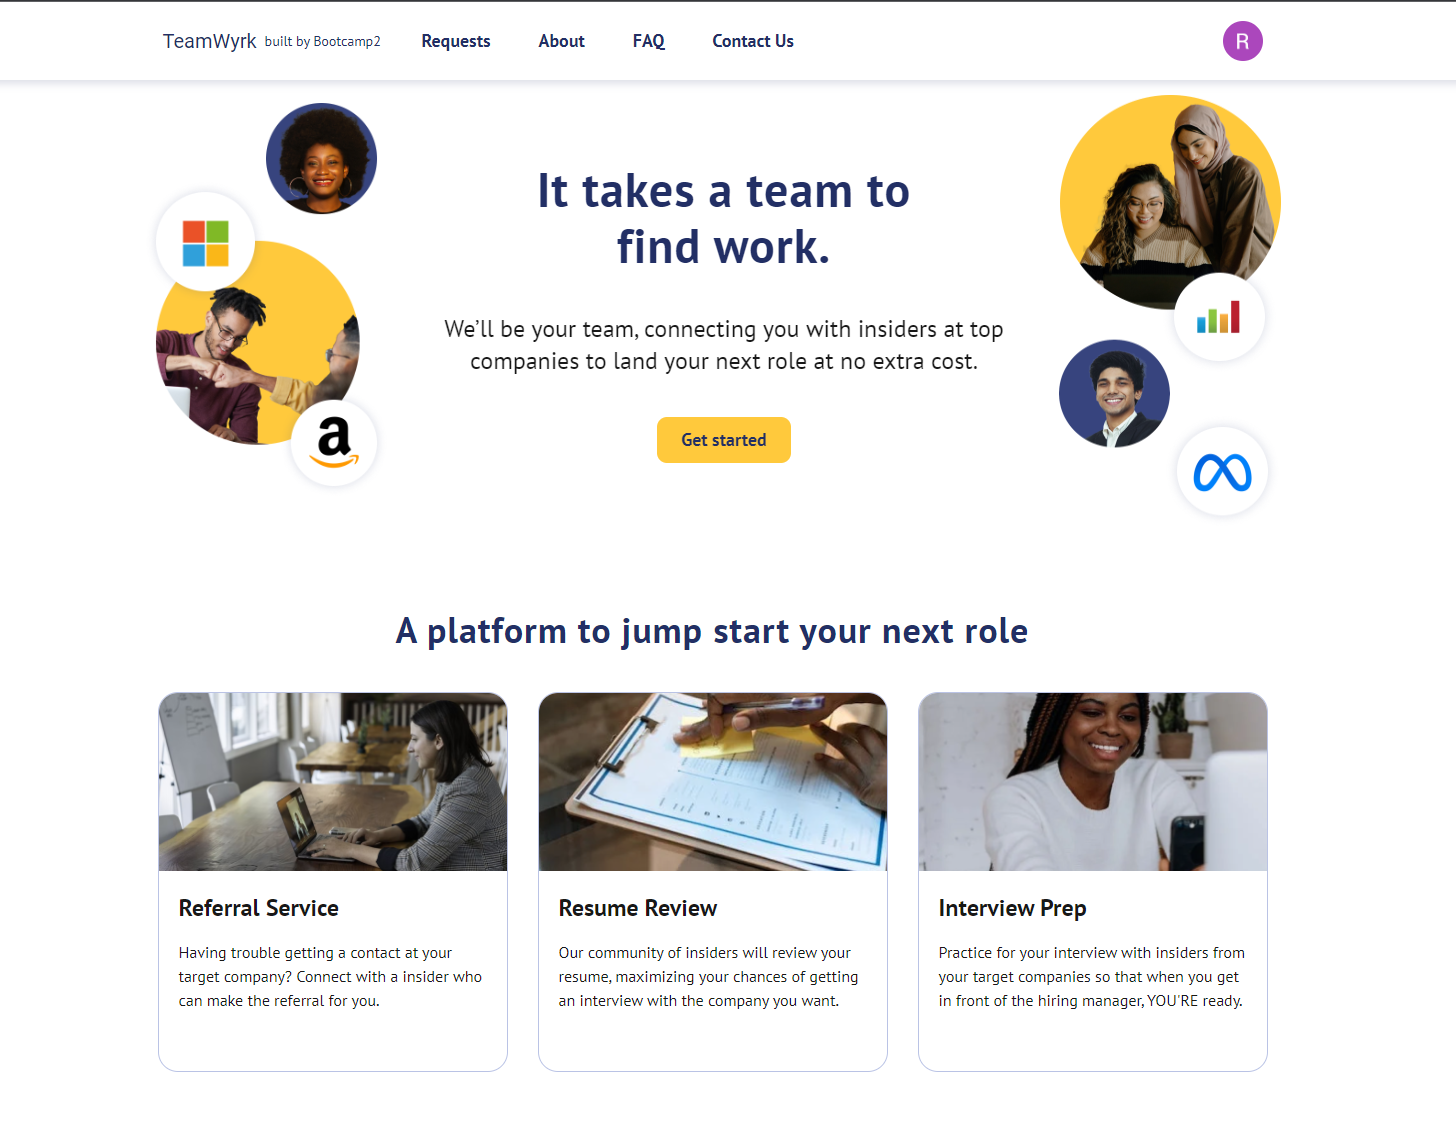 TeamWyrk built by Bootcamp2 Requests About FAQ Contact Us R
It takes a team to
find work.
We’ll be your team, connecting you with insiders at top
companies to land your next role at no extra cost.
a
Get started
A platform to jump start your next role
Referral Service
Having trouble getting a contact at your
target company? Connect with a insider who
can make the referral for you.
Resume Review
Our community of insiders will review your
resume, maximizing your chances of getting
an interview with the company you want.
Interview Prep
Practice for your interview with insiders from
your target companies so that when you get
in front of the hiring manager, YOU'RE ready.